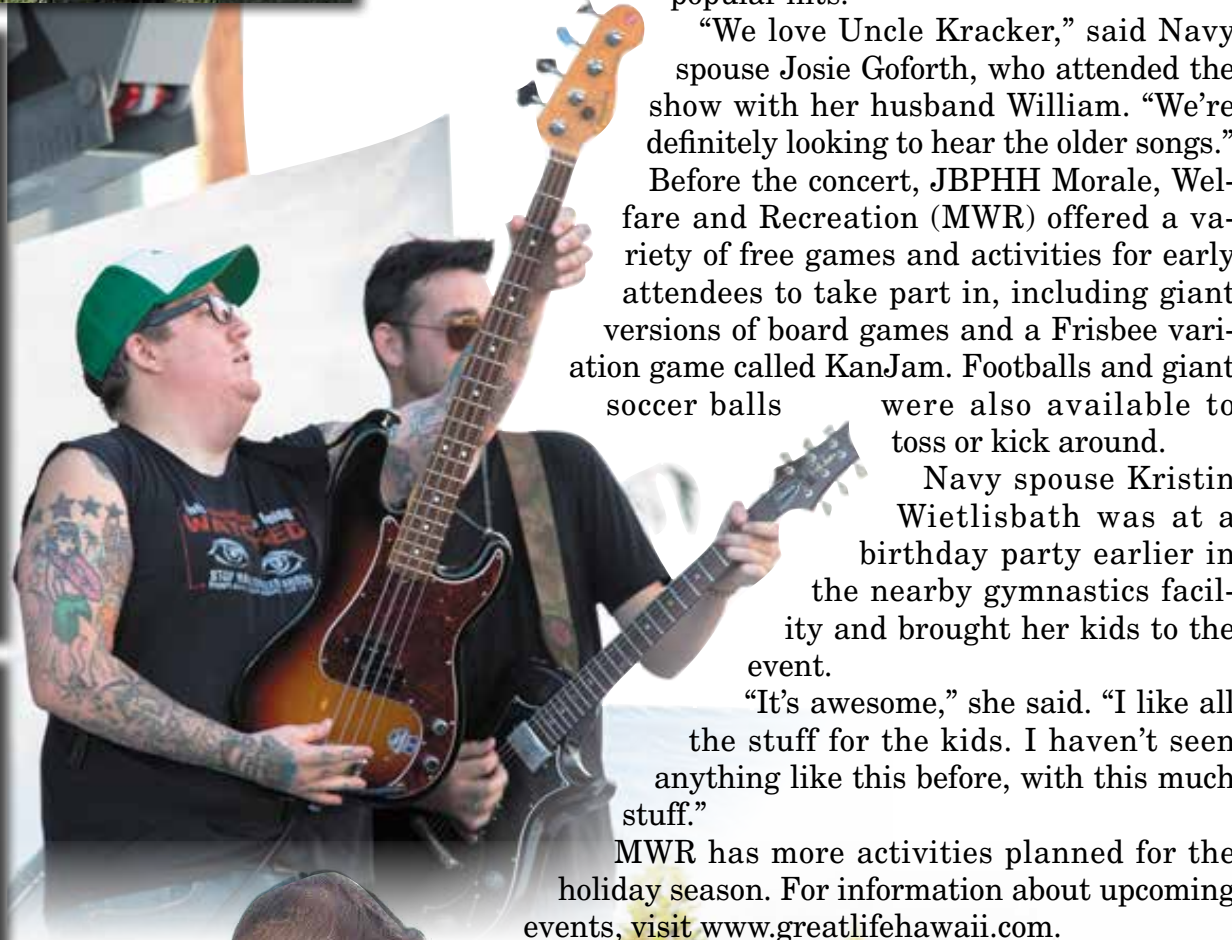 popular hits.
“We love Uncle Kracker,” said Navy
spouse Josie Goforth, who attended the
show with her husband William. “We’re
definitely looking to hear the older songs.”
Before the concert, JBPHH Morale, Wel-
fare and Recreation (MWR) offered a va-
riety of free games and activities for early
attendees to take part in, including giant
versions of board games and a Frisbee vari-
ation game called KanJam. Footballs and giant
soccer balls were also available to
toss or kick around.
Navy spouse Kristin
Wietlisbath was at a
birthday party earlier in
the nearby gymnastics facil-
ity and brought her kids to the
event.
“It’s awesome,” she said. “I like all
the stuff for the kids. I haven’t seen
anything like this before, with this much
stuff.”
MWR has more activities planned for the
holiday season. For information about upcoming
events, visit www.greatlifehawaii.com.
WATCHED
STOP